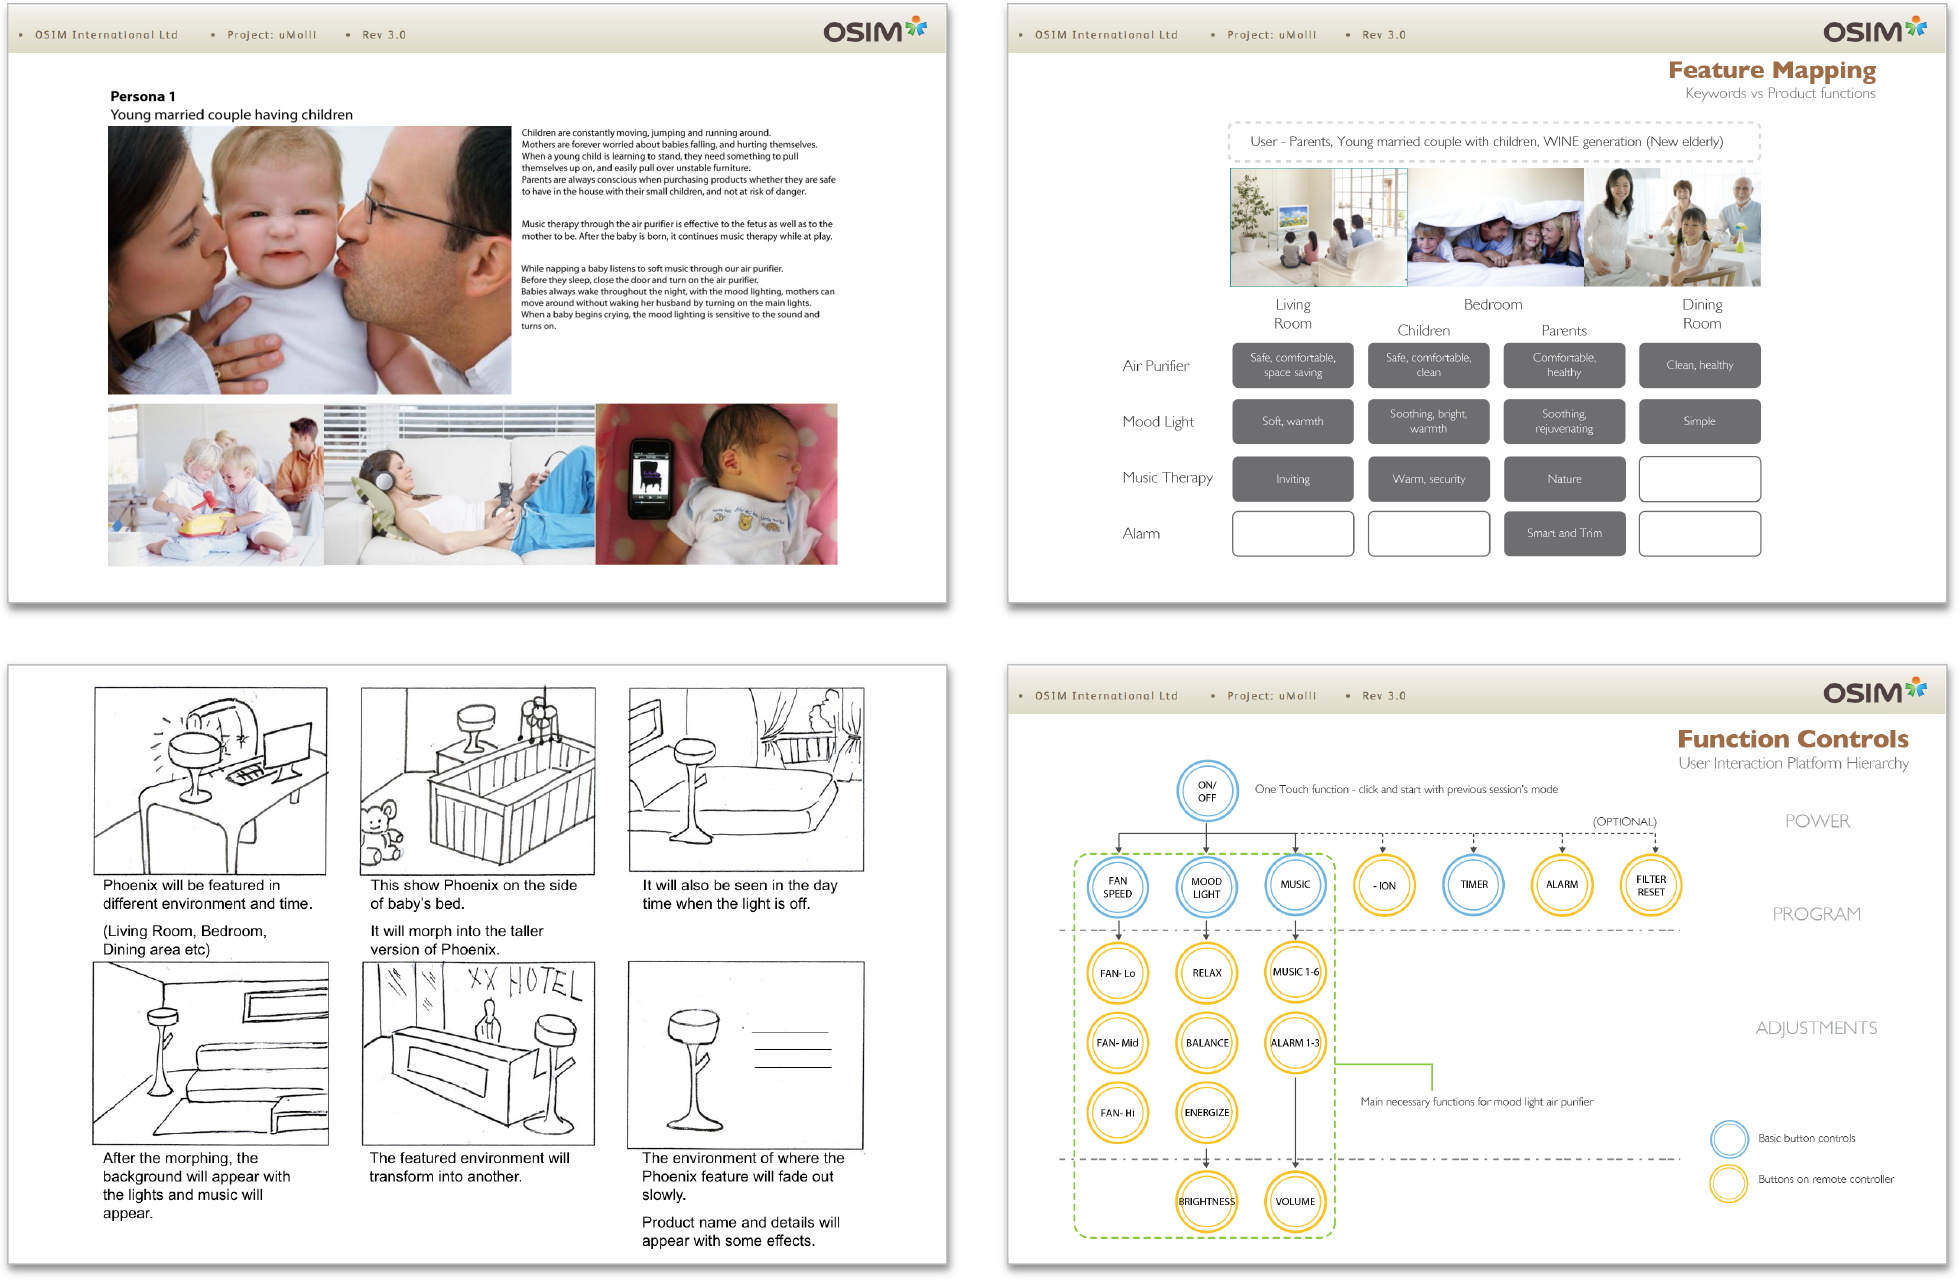 • OSIM International Ltd • Project: uMollI • Rev 3.0
OSIM
Persona 1
Young married couple having children
Children are constantly moving, jumping and running around.
Mothers are forever worried about babies falling, and hurting themselves.
When a young child is learning to stand, they need something to pull
themselves up on, and easily pull over unstable furniture.
Parents are always conscious when purchasing products whether they are safe
to have in the house with their small children, and not at risk of danger.
Music therapy through the air purifier is effective to the fetus as well as to the
mother to be. After the baby is born, it continues music therapy while at play.
While napping a baby listens to soft music through our air purifier.
Before they sleep, close the door and turn on the air purifier.
Babies always wake throughout the night, with the mood lighting, mothers can
move around without waking her husband by turning on the main lights.
When a baby begins crying, the mood lighting is sensitive to the sound and
turns on.
• OSIM International Ltd • Project: uMollI • Rev 3.0
OSIM
Feature Mapping
Keywords vs Product functions
User - Parents, Young married couple with children, WINE generation (New elderly)
Living
Room
Bedroom
Children
Parents
Dining
Room
Air Purifier
Safe, comfortable,
space saving
Safe, comfortable,
clean
Comfortable,
healthy
Clean, healthy
Mood Light
Soft, warmth
Soothing, bright,
warmth
Soothing,
rejuvenating
Simple
Music Therapy
Inviting
Warm, security
Nature
Alarm
Smart and Trim
Phoenix will be featured in
different environment and time.
(Living Room, Bedroom,
Dining area etc)
This show Phoenix on the side
of baby's bed.
It will morph into the taller
version of Phoenix.
It will also be seen in the day
time when the light is off.
XX HOTEL
After the morphing, the
background will appear with
the lights and music will
appear.
The featured environment will
transform into another.
The environment of where the
Phoenix feature will fade out
slowly.
Product name and details will
appear with some effects.
• OSIM International Ltd • Project: uMollI • Rev 3.0
OSIM
Function Controls
User Interaction Platform Hierarchy
ON/
OFF
One Touch function - click and start with previous session's mode
(OPTIONAL)
POWER
FAN
SPEED
MOOD
LIGHT
MUSIC
- ION
TIMER
ALARM
FILTER
RESET
PROGRAM
FAN- Lo
RELAX
MUSIC 1-6
FAN- Mid
BALANCE
ALARM 1-3
ADJUSTMENTS
FAN- Hi
ENERGIZE
Main necessary functions for mood light air purifier
Basic button controls
Buttons on remote controller
BRIGHTNESS
VOLUME